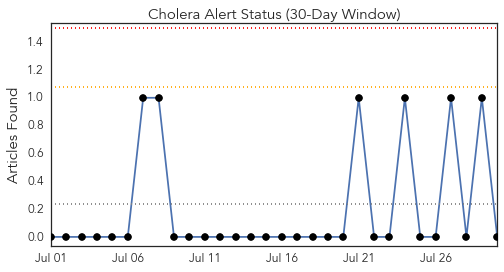 Cholera Alert Status (30-Day Window)
Articles Found
1.4
1.2
1.0
0.8
0.6
0.4
0.2
0.0
Jul 01 Jul 06 Jul 11 Jul 16 Jul 21 Jul 26